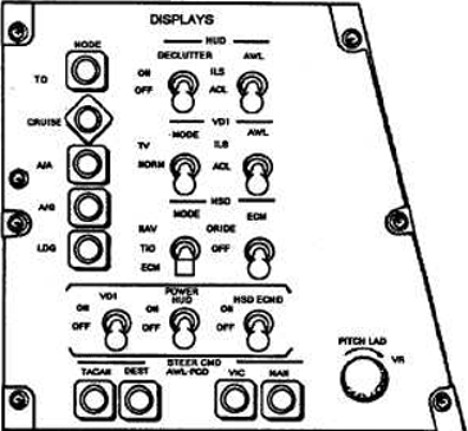 DISPLAYS
HUD
MODE
DECLUTTER AWL
ON ILS
OFF ACL
TO
CRUISE
VDI
MODE AWL
TV ILS
NORM ACL
A/A
HSD
A/G
MODE ECM
NAV ORIDE
TID OFF
ECM
LDG
POWER
VDI HUD HSD ECMD
ON ON ON
OFF OFF OFF
PITCH LAD
VR
STEER CMD
TACAN DEST AWL-PCD VIC MAN